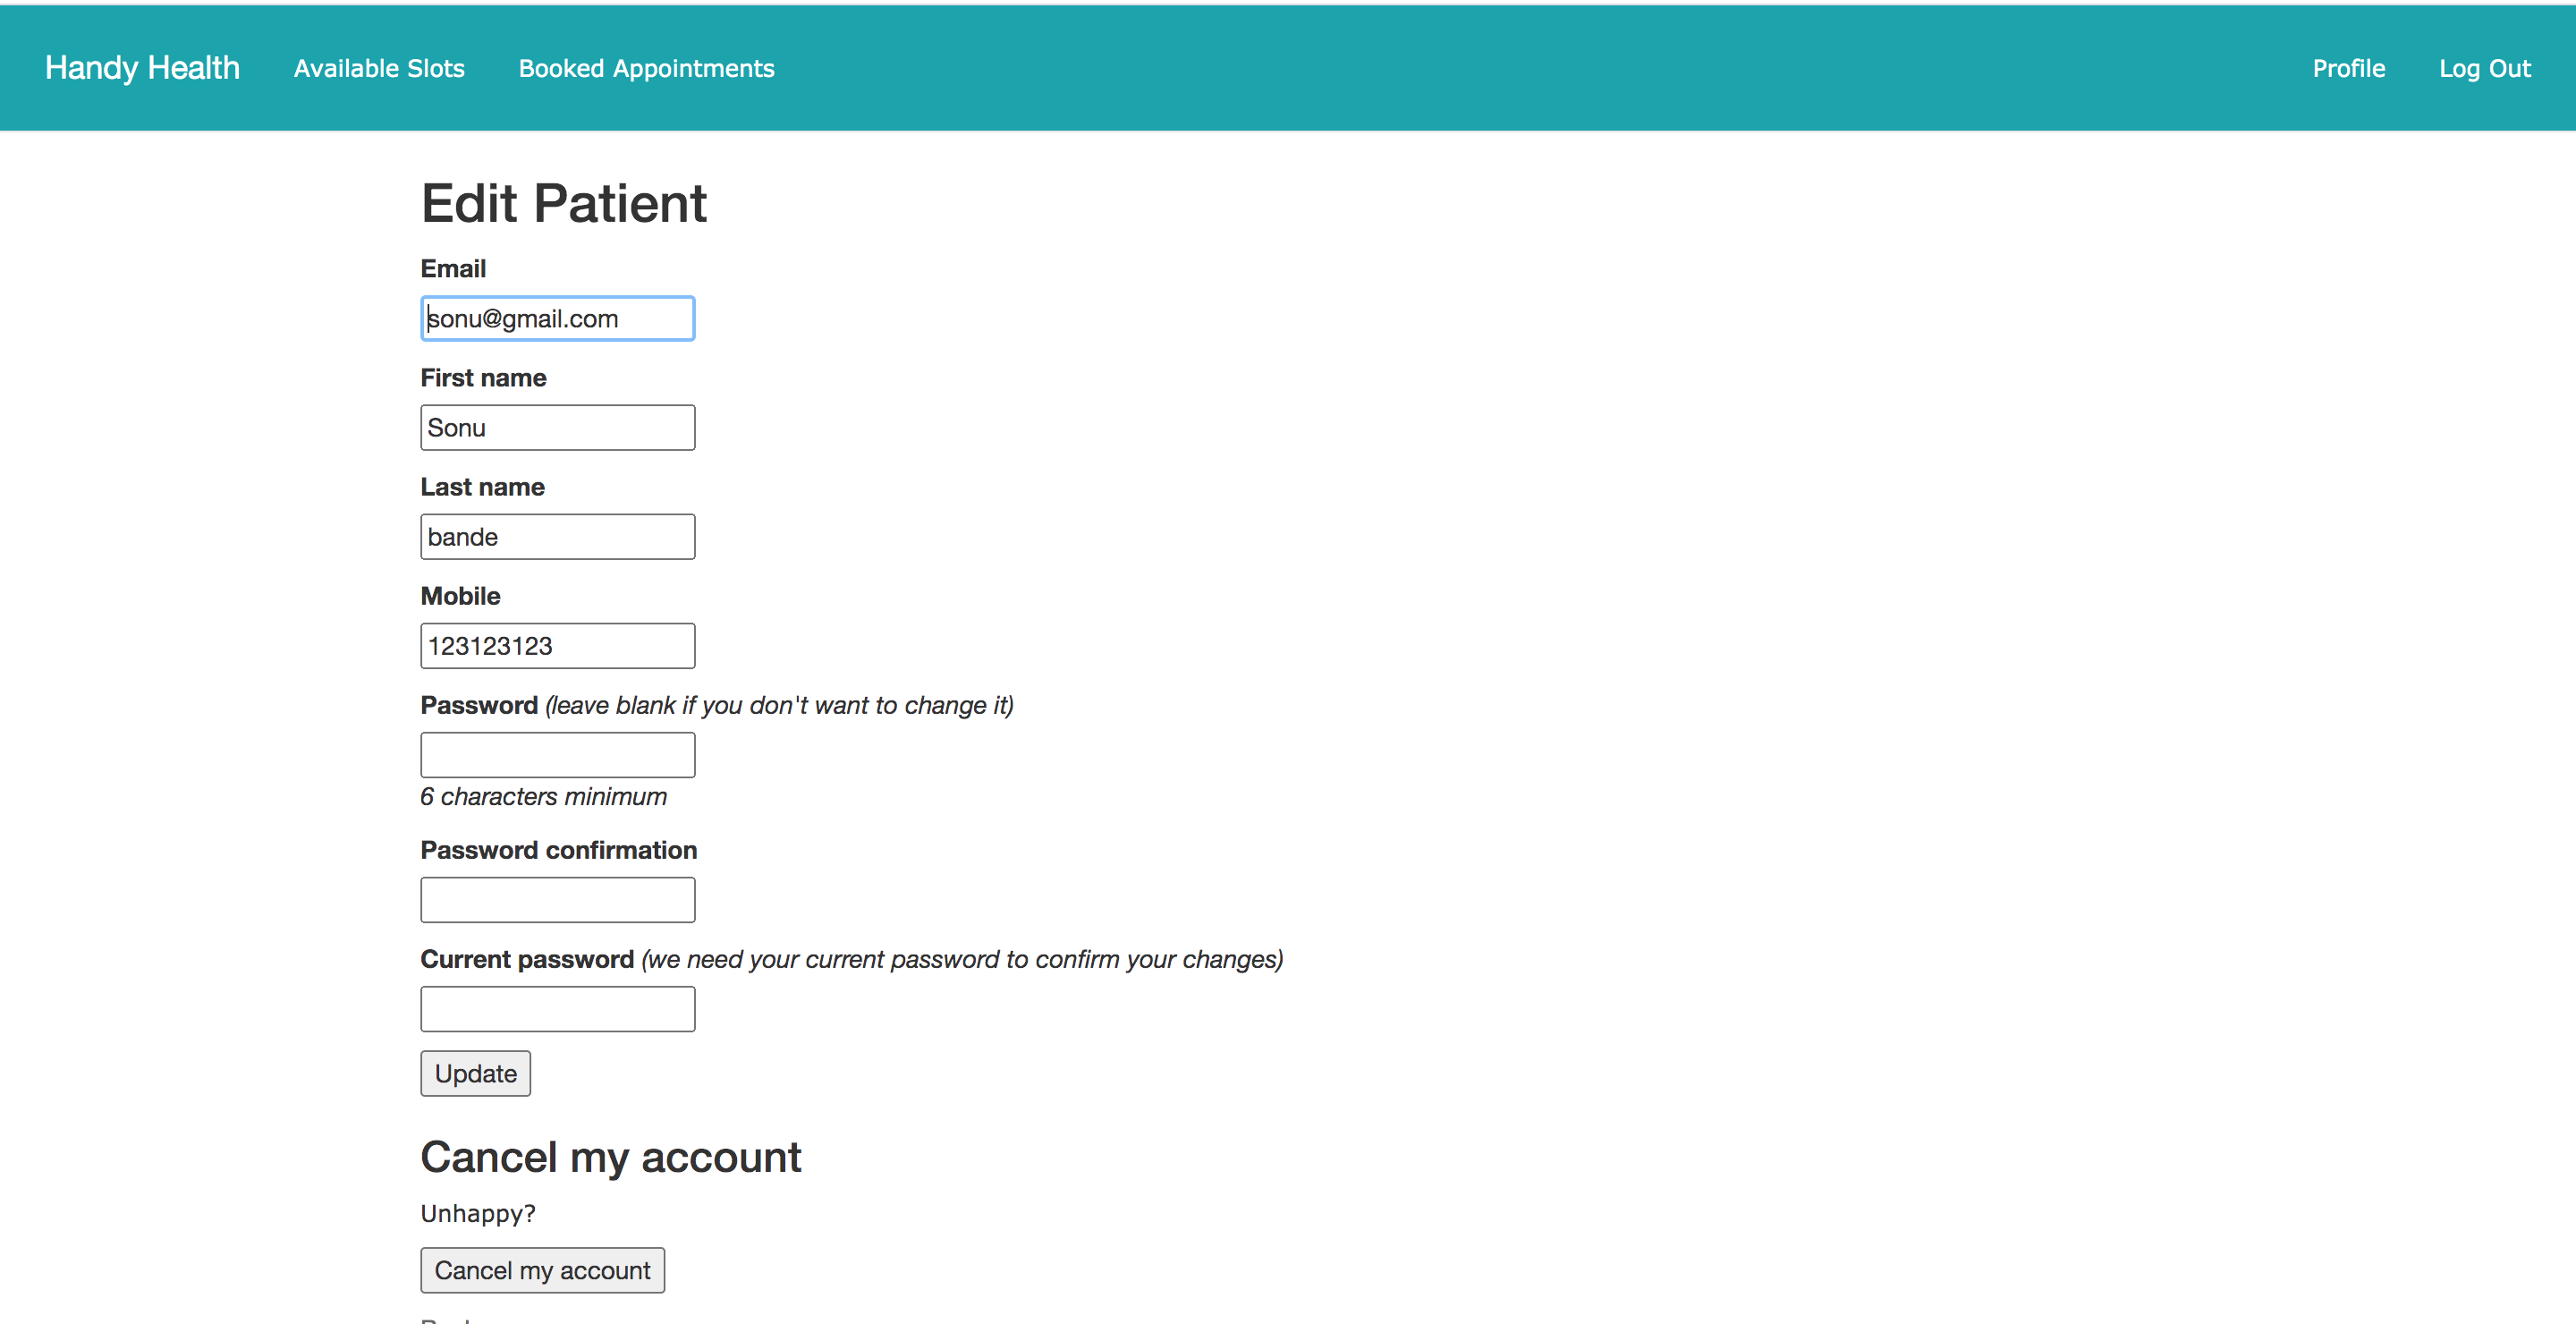 Handy Health Available Slots Booked Appointments Profile Log Out
Edit Patient
Email
sonu@gmail.com
First name
Sonu
Last name
bande
Mobile
123123123
Password (leave blank if you don't want to change it)
6 characters minimum
Password confirmation
Current password (we need your current password to confirm your changes)
Update
Cancel my account
Unhappy?
Cancel my account